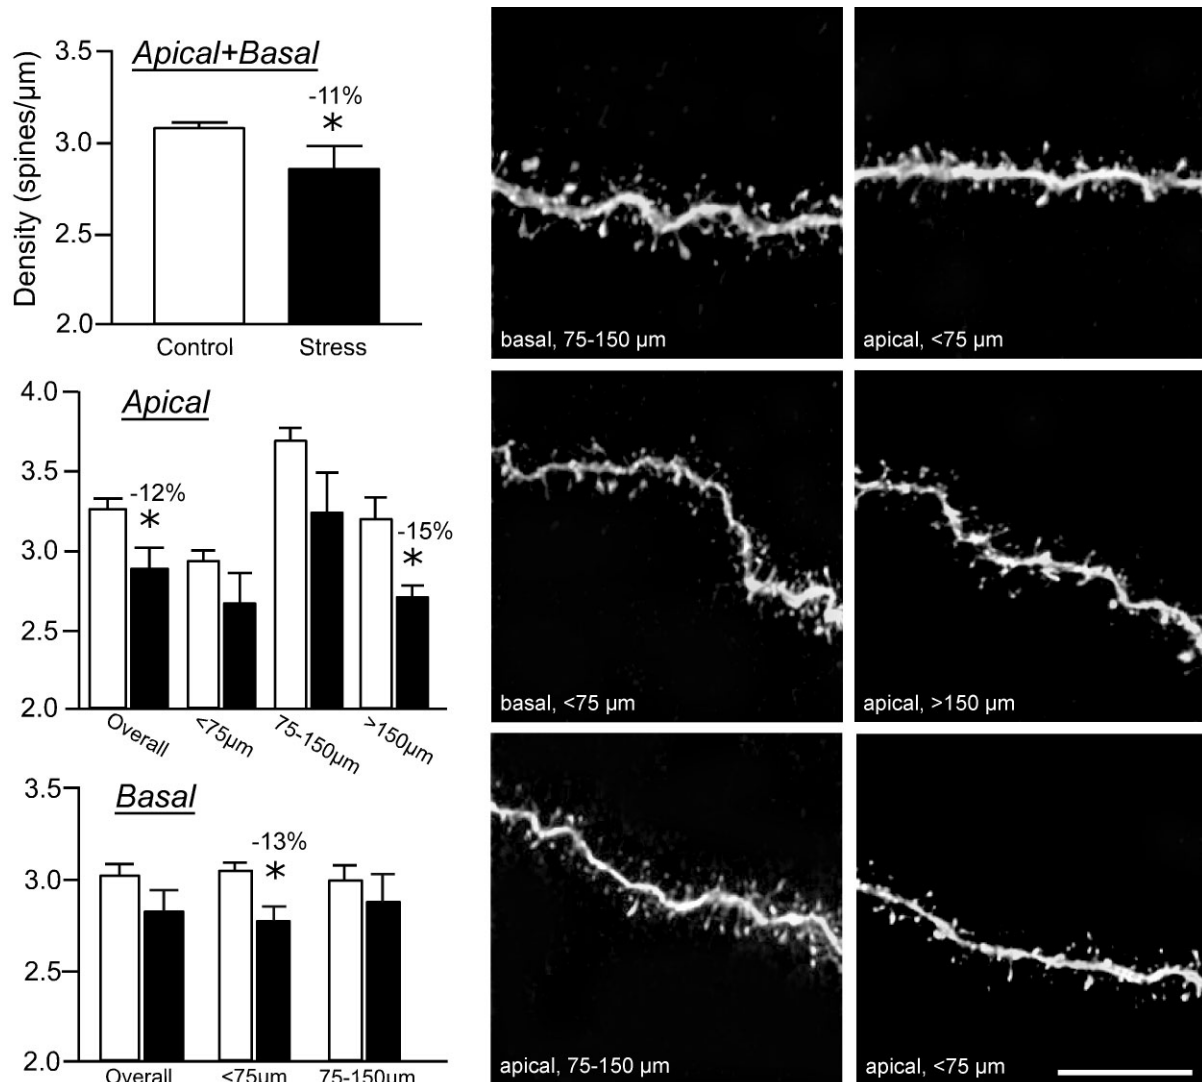 Apical+Basal
Density (spines/µm)
3.5
3.0
2.5
2.0
-11%
*
Control Stress
Apical
4.0
3.5
3.0
2.5
2.0
-12%
*
-15%
*
Overall <75µm 75-150µm >150µm
Basal
3.5
3.0
2.5
2.0
-13%
*
Overall <75µm 75-150µm
basal, 75-150 µm
apical, <75 µm
basal, <75 µm
apical, >150 µm
apical, 75-150 µm
apical, <75 µm